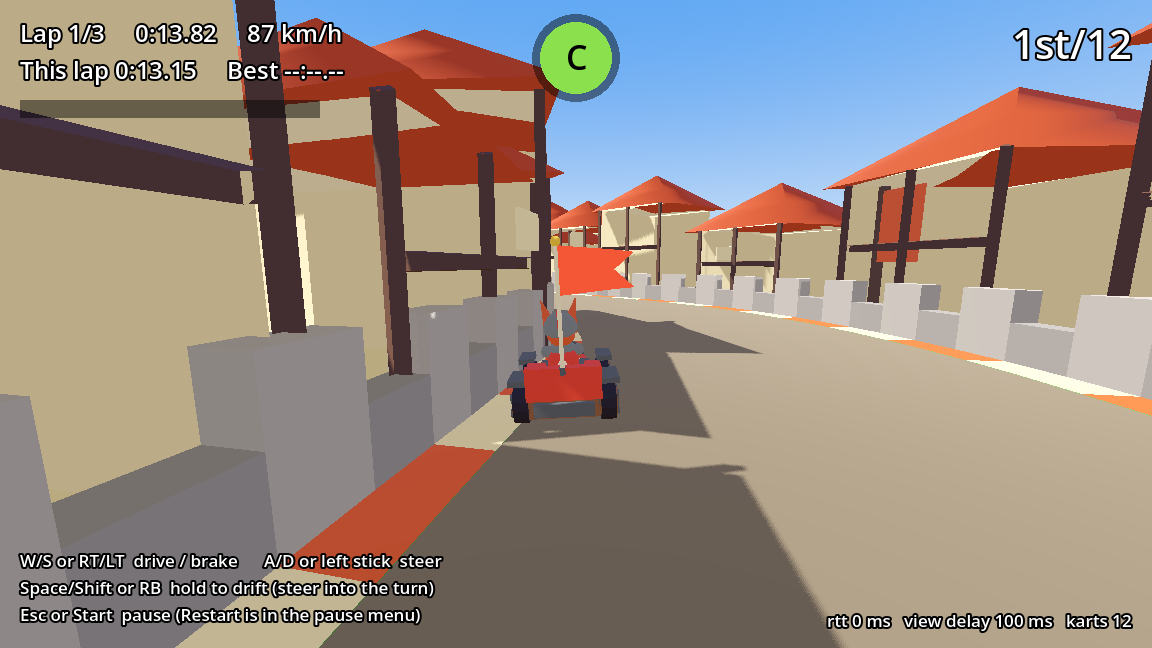 Lap 1/3 0:13.82 87 km/h
This lap 0:13.15 Best --:--.--
C
1st/12
W/S or RT/LT drive / brake A/D or left stick steer
Space/Shift or RB hold to drift (steer into the turn)
Esc or Start pause (Restart is in the pause menu)
rtt 0 ms view delay 100 ms karts 12